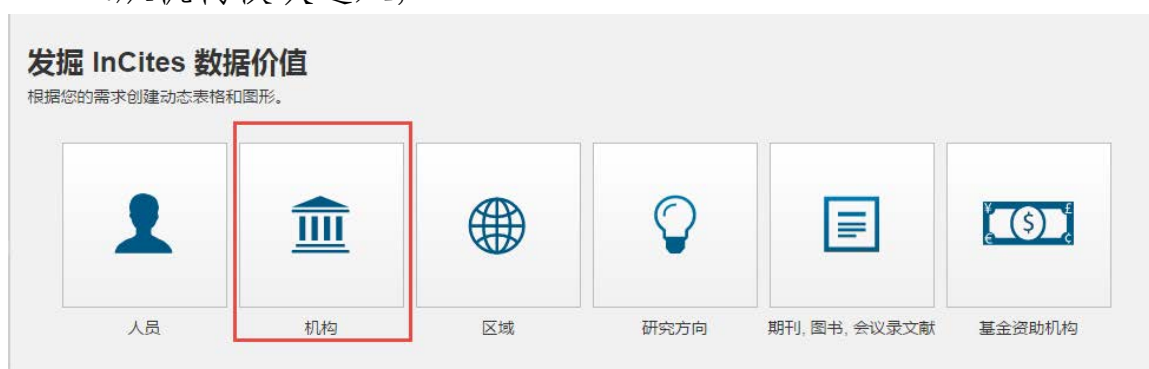 发掘 InCites 数据价值
根据您的需求创建动态表格和图形。
¥ £ $ € ¢
人员 机构 区域 研究方向 期刊, 图书, 会议录文献 基金资助机构